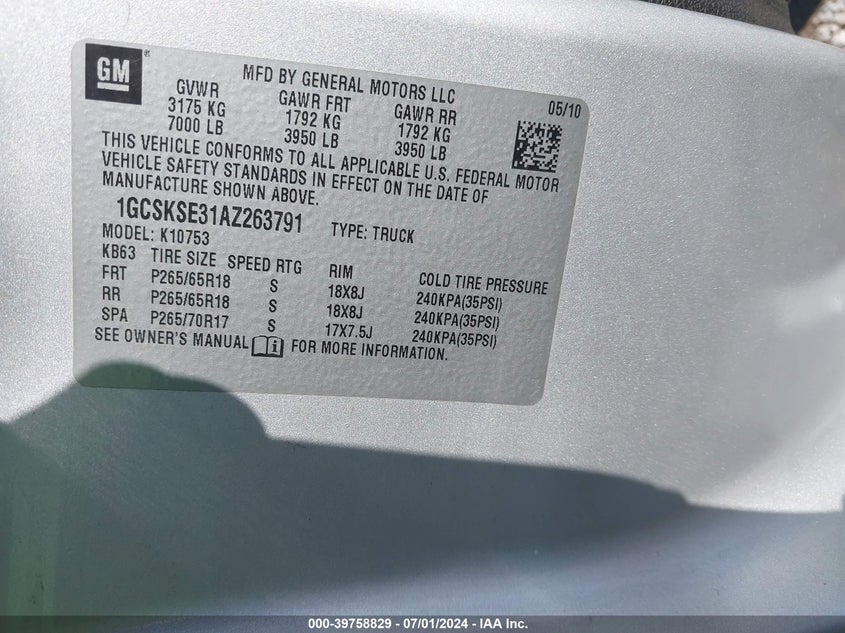 GM
MFD BY GENERAL MOTORS LLC
05/10
GVWR GAWR FRT GAWR RR
3175 KG 1792 KG 1792 KG
7000 LB 3950 LB 3950 LB
THIS VEHICLE CONFORMS TO ALL APPLICABLE U.S. FEDERAL MOTOR
VEHICLE SAFETY STANDARDS IN EFFECT ON THE DATE OF
MANUFACTURE SHOWN ABOVE.
1GCSKSE31AZ263791 TYPE: TRUCK
MODEL: K10753
KB63 TIRE SIZE SPEED RTG RIM COLD TIRE PRESSURE
FRT P265/65R18 S 18X8J 240KPA(35PSI)
RR P265/65R18 S 18X8J 240KPA(35PSI)
SPA P265/70R17 S 17X7.5J 240KPA(35PSI)
SEE OWNER'S MANUAL i FOR MORE INFORMATION.
000-39758829 / 07/01/2024 - IAA Inc.